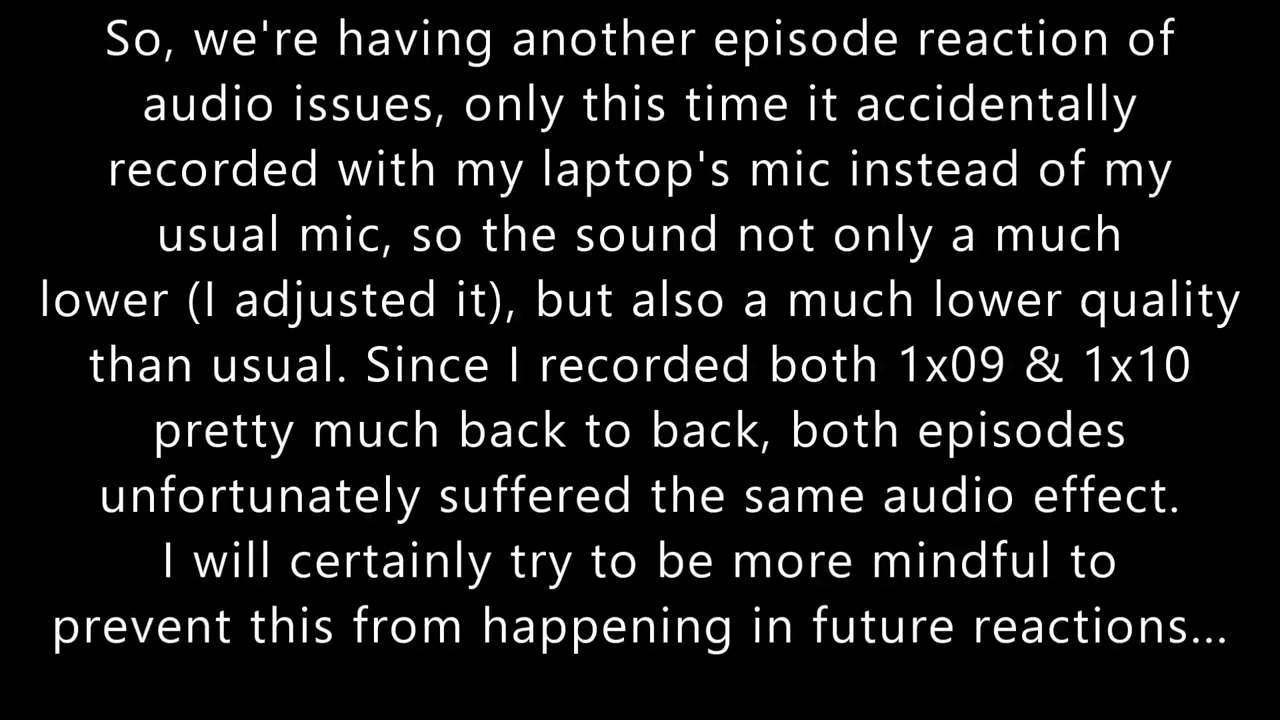 So, we're having another episode reaction of
audio issues, only this time it accidentally
recorded with my laptop's mic instead of my
usual mic, so the sound not only a much
lower (I adjusted it), but also a much lower quality
than usual. Since I recorded both 1x09 & 1x10
pretty much back to back, both episodes
unfortunately suffered the same audio effect.
I will certainly try to be more mindful to
prevent this from happening in future reactions...